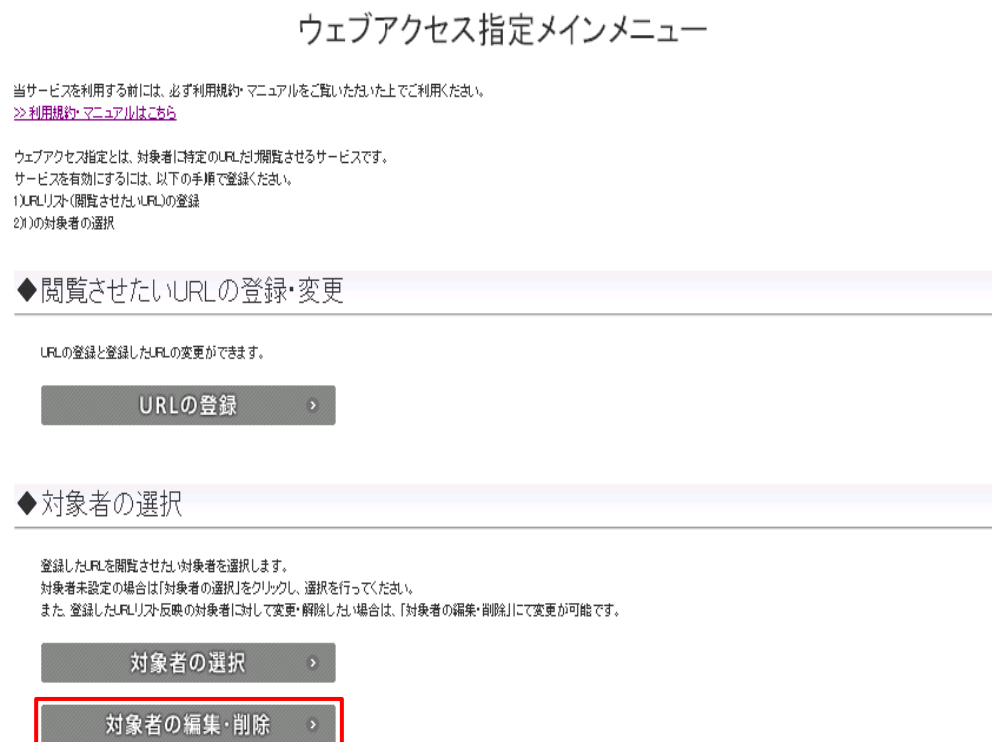 ウェブアクセス指定メインメニュー
当サービスを利用する前には、必ず利用規約・マニュアルをご覧いただいた上でご利用ください。
>> 利用規約・マニュアルはこちら
ウェブアクセス指定とは、対象者に特定のURLだけ閲覧させるサービスです。
サービスを有効にするには、以下の手順で登録ください。
1)URLリスト(閲覧させたいURL)の登録
2)1)の対象者の選択
◆閲覧させたいURLの登録・変更
URLの登録と登録したURLの変更ができます。
URLの登録
◆対象者の選択
登録したURLを閲覧させたい対象者を選択します。
対象者未設定の場合は「対象者の選択」をクリックし、選択を行ってください。
また、登録したURLリスト反映の対象者に対して変更・解除したい場合は、「対象者の編集・削除」にて変更が可能です。
対象者の選択
対象者の編集・削除